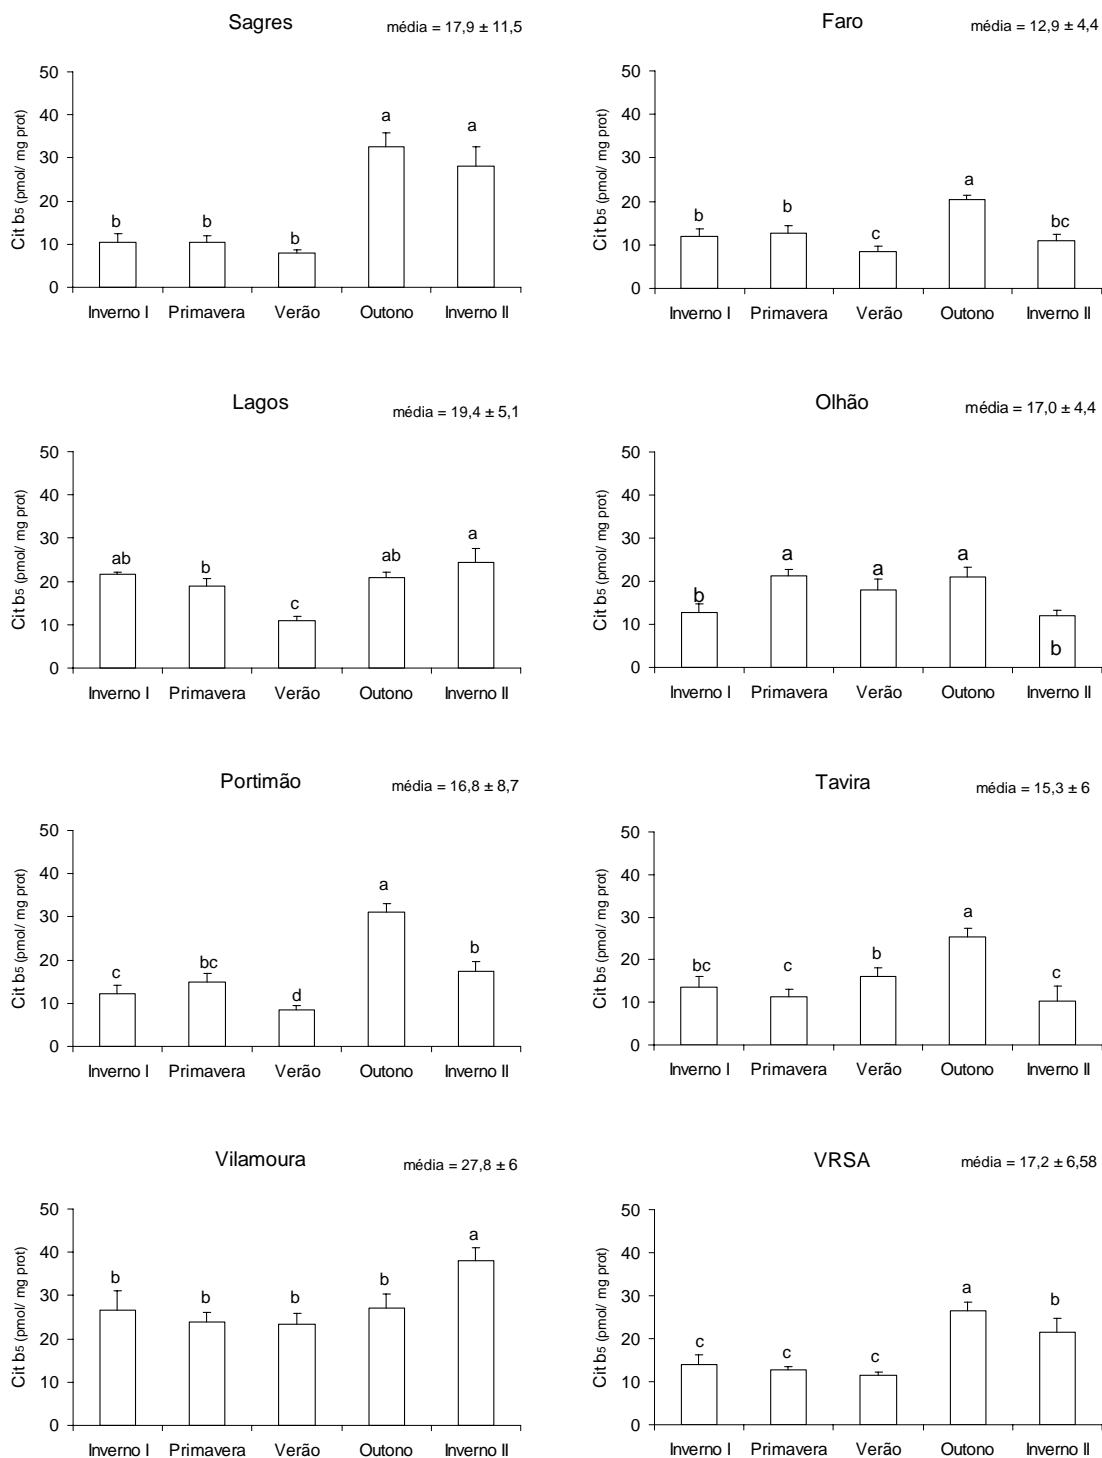 Sagres
média = 17,9 ± 11,5
Cit b5 (pmol/ mg prot)
50
40
30
20
10
0
b
b
b
a
a
Inverno I Primavera Verão Outono Inverno II
Faro
média = 12,9 ± 4,4
Cit b5 (pmol/ mg prot)
50
40
30
20
10
0
b
b
c
a
bc
Inverno I Primavera Verão Outono Inverno II
Lagos
média = 19,4 ± 5,1
Cit b5 (pmol/ mg prot)
50
40
30
20
10
0
ab
b
c
ab
a
Inverno I Primavera Verão Outono Inverno II
Olhão
média = 17,0 ± 4,4
Cit b5 (pmol/ mg prot)
50
40
30
20
10
0
b
a
a
a
b
Inverno I Primavera Verão Outono Inverno II
Portimão
média = 16,8 ± 8,7
Cit b5 (pmol/ mg prot)
50
40
30
20
10
0
c
bc
d
a
b
Inverno I Primavera Verão Outono Inverno II
Tavira
média = 15,3 ± 6
Cit b5 (pmol/ mg prot)
50
40
30
20
10
0
bc
c
b
a
c
Inverno I Primavera Verão Outono Inverno II
Vilamoura
média = 27,8 ± 6
Cit b5 (pmol/ mg prot)
50
40
30
20
10
0
b
b
b
b
a
Inverno I Primavera Verão Outono Inverno II
VRSA
média = 17,2 ± 6,58
Cit b5 (pmol/ mg prot)
50
40
30
20
10
0
c
c
c
a
b
Inverno I Primavera Verão Outono Inverno II